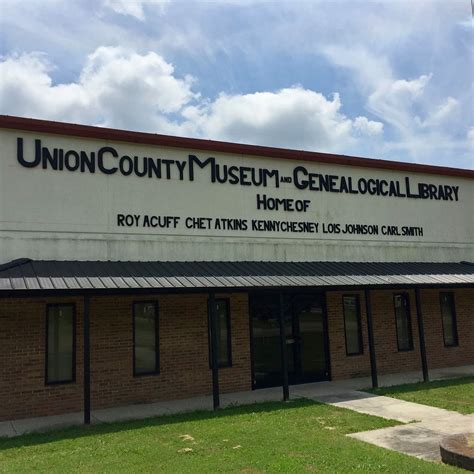 UNION COUNTY MUSEUM AND GENEALOGICAL LIBRARY
HOME OF
ROY ACUFF CHET ATKINS KENNY CHESNEY LOIS JOHNSON CARL SMITH